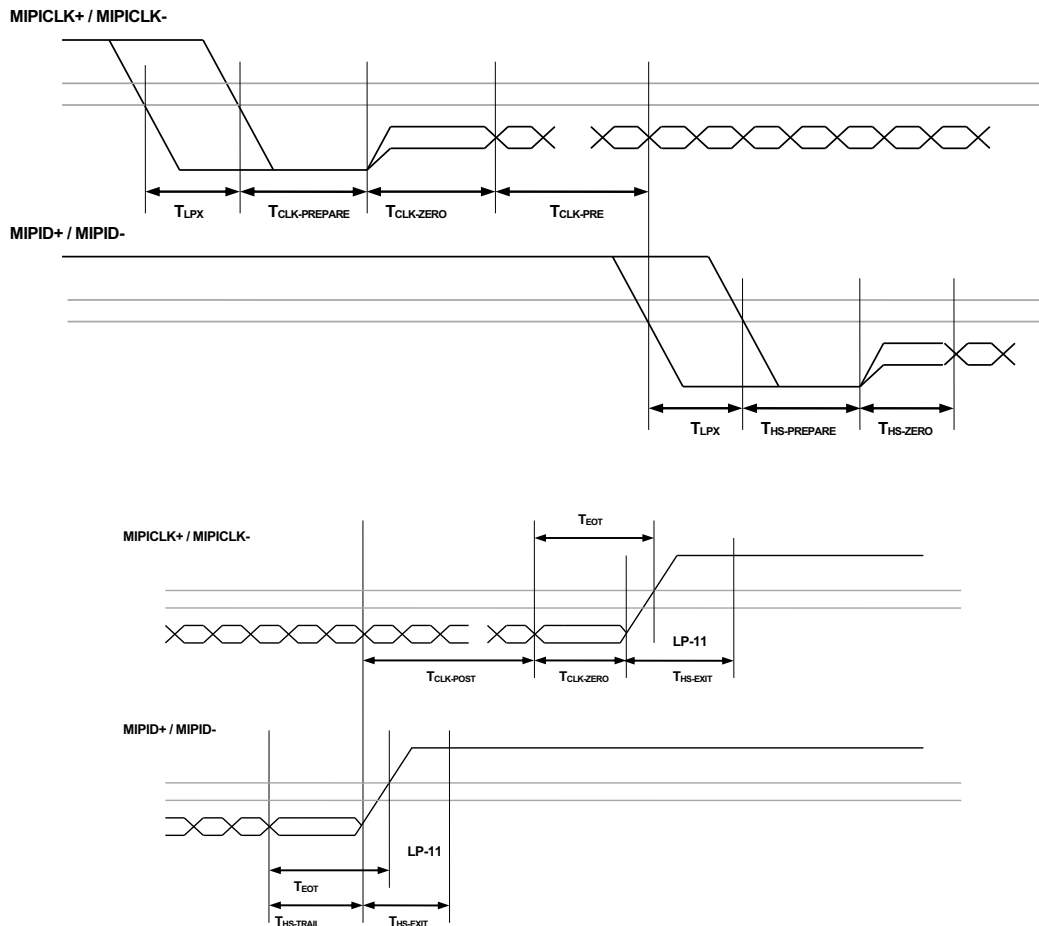 MIPICLK+ / MIPICLK-
TLPX TCLK-PREPARE TCLK-ZERO TCLK-PRE
MIPID+ / MIPID-
TLPX THS-PREPARE THS-ZERO
TEOT
MIPICLK+ / MIPICLK-
LP-11
TCLK-POST TCLK-ZERO THS-EXIT
MIPID+ / MIPID-
LP-11
TEOT
THS-TRAIL THS-EXIT